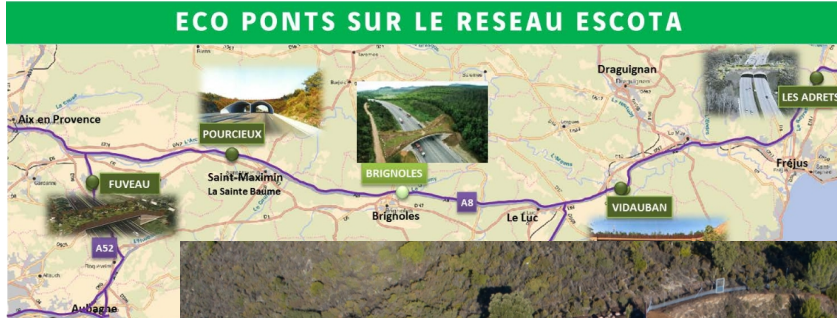 ECO PONTS SUR LE RESEAU ESCOTA
Draguignan
LES ADRETS
Aix en Provence
POURCIEUX
Saint-Maximin
La Sainte Baume
BRIGNOLES
Fréjus
FUVEAU
VIDAUBAN
Brignoles
A8
Le Luc
A52
Aubagne